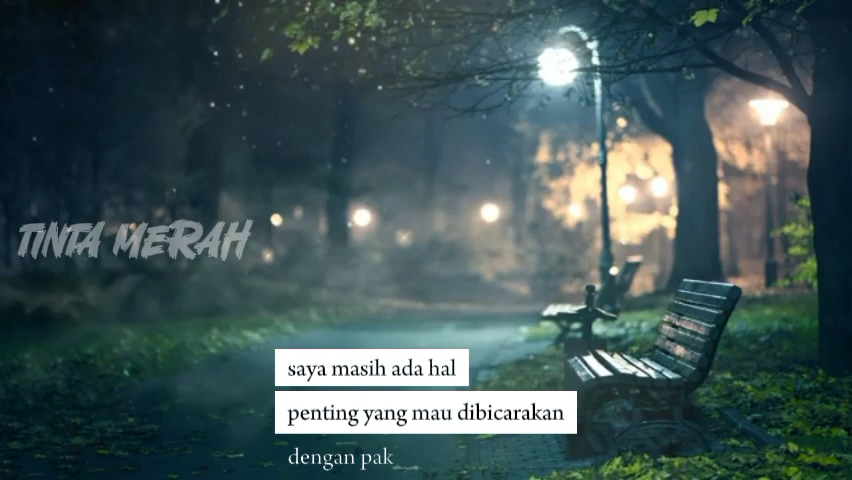 TINTA MERAH
saya masih ada hal
penting yang mau dibicarakan
dengan pak